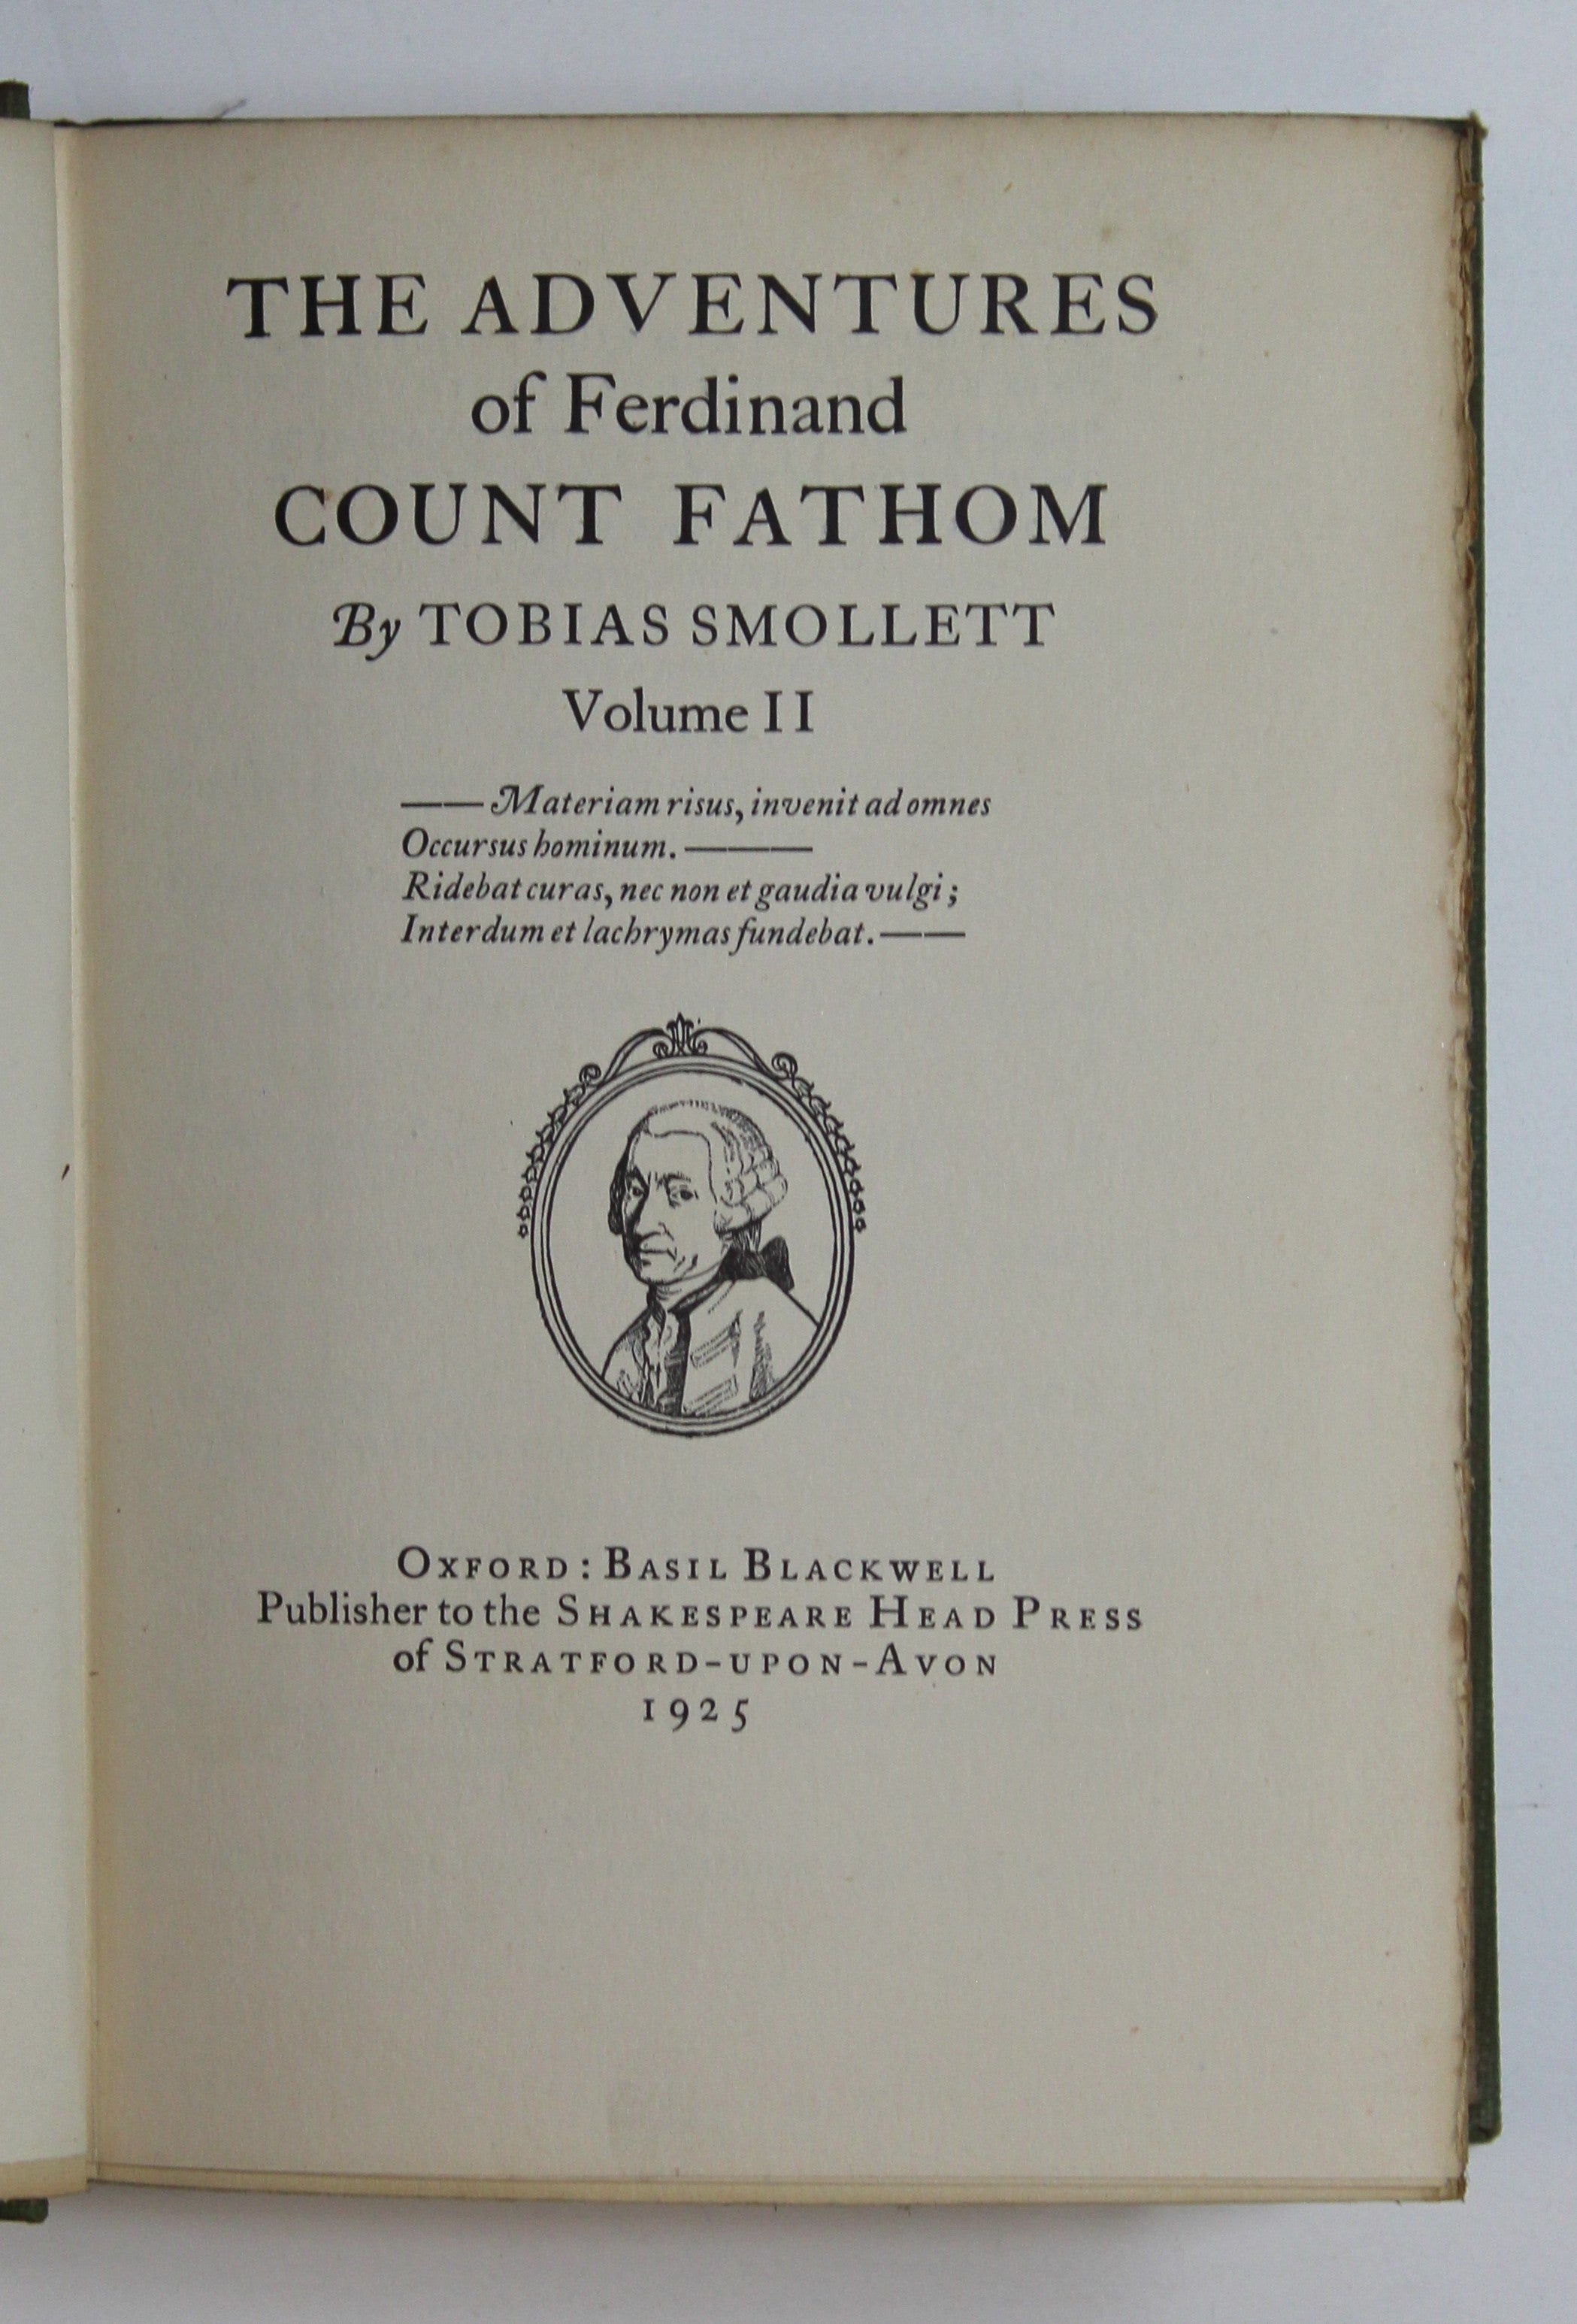 THE ADVENTURES
of Ferdinand
COUNT FATHOM
By TOBIAS SMOLLETT
Volume II
—— Materiam risus, invenit ad omnes
Occursus hominum. ———
Ridebat curas, nec non et gaudia vulgi;
Interdum et lachrymas fundebat. ——
OXFORD: BASIL BLACKWELL
Publisher to the SHAKESPEARE HEAD PRESS
of STRATFORD-UPON-AVON
1925